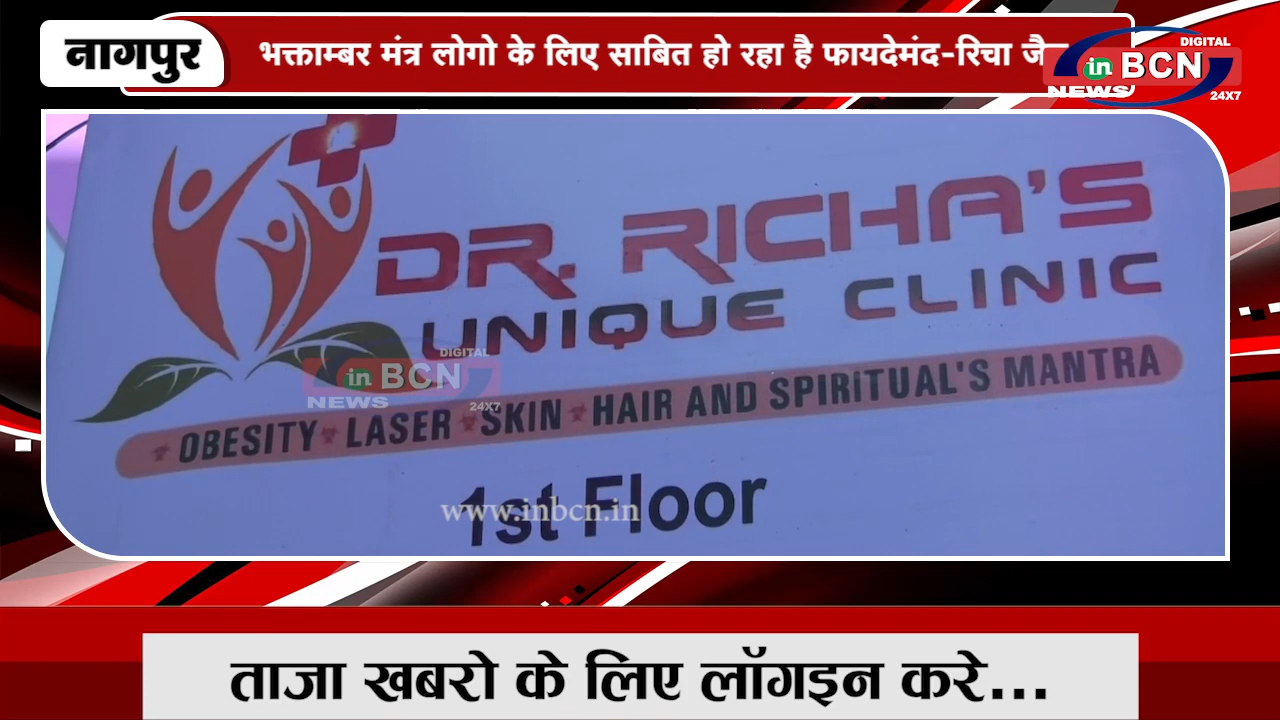 नागपुर
भक्ताम्बर मंत्र लोगो के लिए साबित हो रहा है फायदेमंद-रिचा
DIGITAL
in BCN
NEWS
24X7
DR. RICHA'S
UNIQUE CLINIC
OBESITY LASER SKIN HAIR AND SPIRITUAL'S MANTRA
1st Floor
DIGITAL
in BCN
NEWS
24X7
www.inbcn.in
ताजा खबरो के लिए लॉगइन करे...